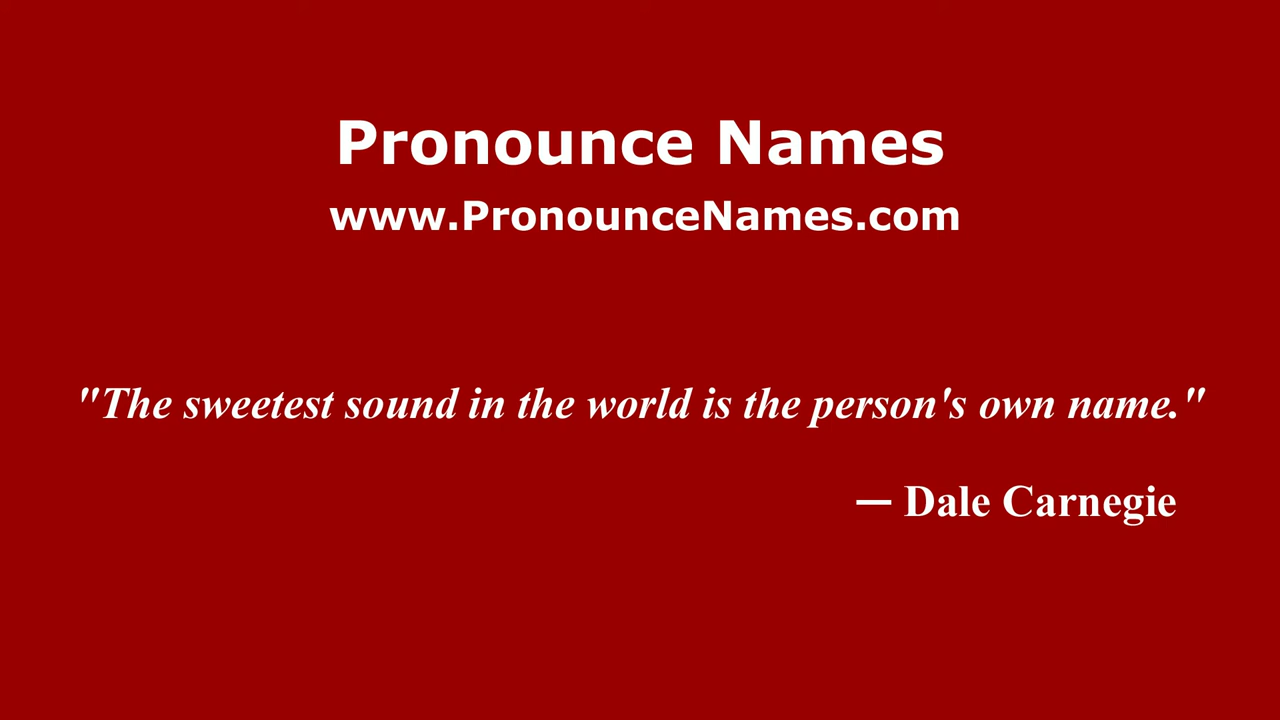 Pronounce Names
www.PronounceNames.com
"The sweetest sound in the world is the person's own name."
— Dale Carnegie